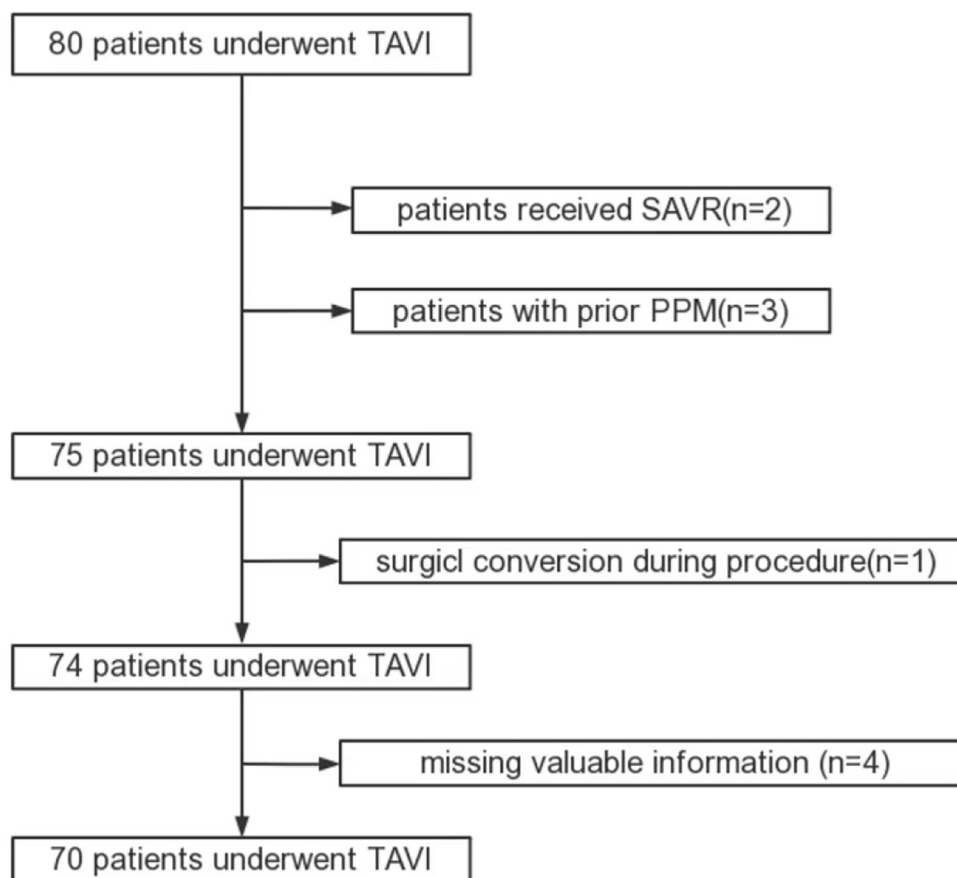 80 patients underwent TAVI
patients received SAVR(n=2)
patients with prior PPM(n=3)
75 patients underwent TAVI
surgicl conversion during procedure(n=1)
74 patients underwent TAVI
missing valuable information (n=4)
70 patients underwent TAVI